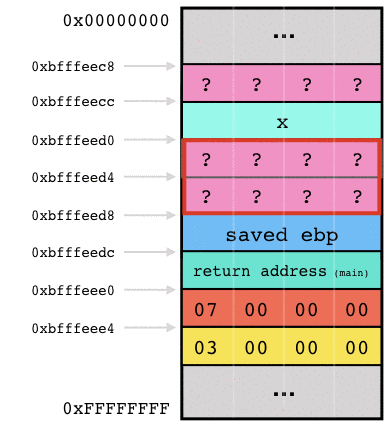 0x00000000
...
0xbfffeec8
? ? ? ?
0xbfffeecc
x
0xbfffeed0
? ? ? ?
0xbfffeed4
? ? ? ?
0xbfffeed8
saved ebp
0xbfffeedc
return address (main)
0xbfffeee0
07 00 00 00
0xbfffeee4
03 00 00 00
...
0xFFFFFFFF